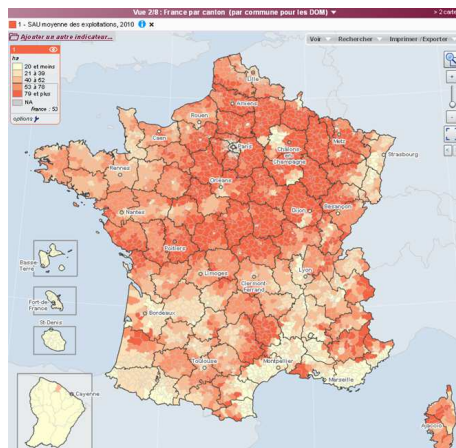 Vue 2/8 : France par canton (par commune pour les DOM)
> 2 carte
1 - SAU moyenne des exploitations, 2010
Ajouter un autre indicateur...
Voir Rechercher Imprimer / Exporter
1
ha
20 et moins
21 à 39
40 à 52
53 à 78
79 et plus
NA
france : 53
options
Lille
Amiens
Rouen
Caen
Paris
Metz
Châlons
en
Champagne
Strasbourg
Rennes
Orléans
Nantes
Dijon
Besançon
Poitiers
Basse-
Terre
Limoges
Clermont
Ferrand
Lyon
Fort-de
France
Bordeaux
St-Denis
Toulouse
Montpellier
Marseille
Cayenne
Ajaccio